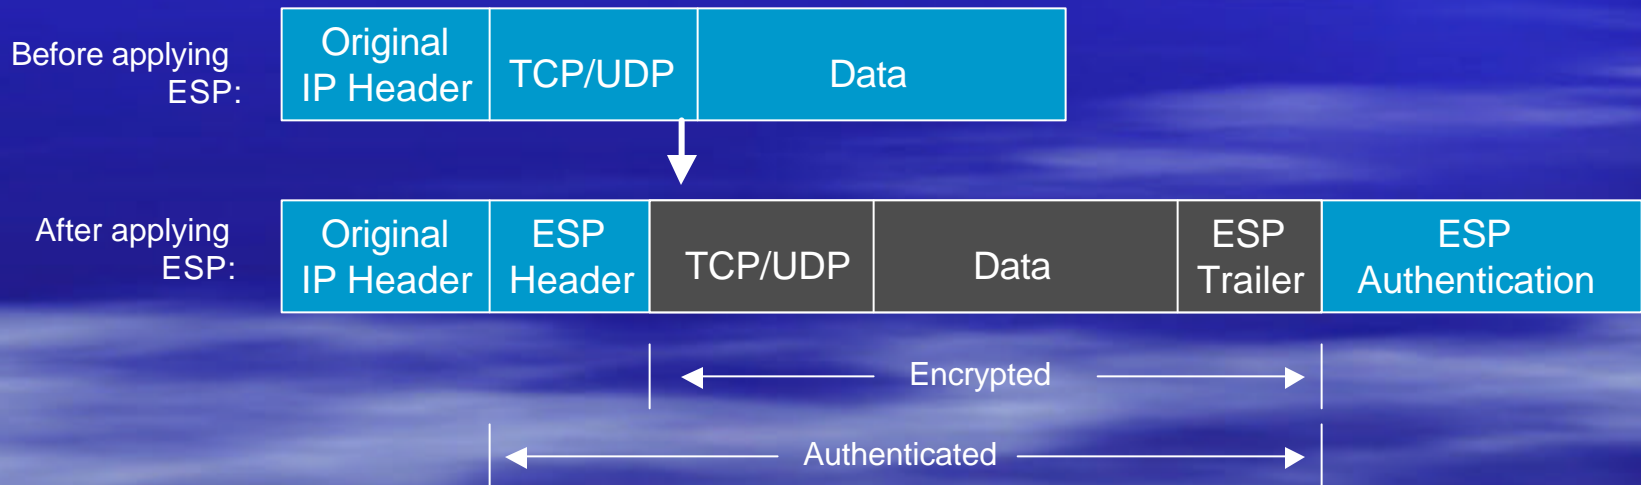 Before applying
ESP:
Original
IP Header
TCP/UDP
Data
After applying
ESP:
Original
IP Header
ESP
Header
TCP/UDP
Data
ESP
Trailer
ESP
Authentication
Encrypted
Authenticated